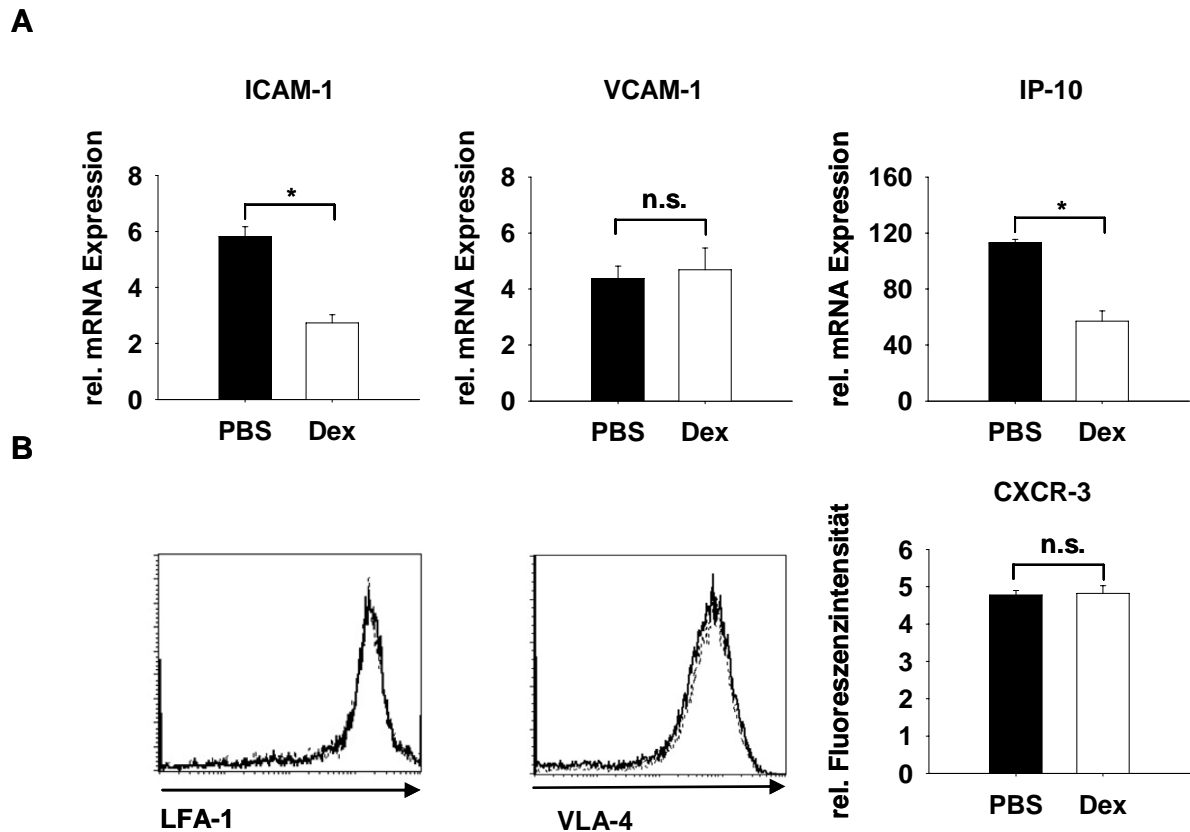 A
ICAM-1
rel. mRNA Expression
8
6
4
2
0
*
PBS Dex
VCAM-1
rel. mRNA Expression
8
6
4
2
0
n.s.
PBS Dex
IP-10
rel. mRNA Expression
160
120
80
40
0
*
PBS Dex
B
LFA-1
VLA-4
CXCR-3
rel. Fluoreszenzintensität
6
5
4
3
2
1
0
n.s.
PBS Dex